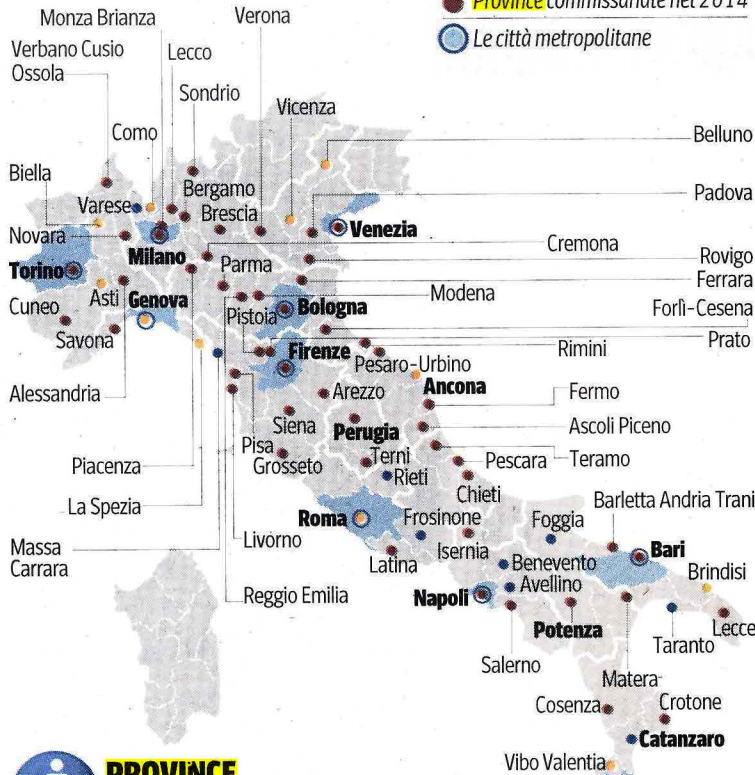 Province commissariate nel 2014
Le città metropolitane
Monza Brianza
Verona
Verbano Cusio
Ossola
Lecco
Sondrio
Vicenza
Como
Belluno
Biella
Bergamo
Padova
Varese
Brescia
Novara
Venezia
Milano
Cremona
Torino
Parma
Rovigo
Ferrara
Asti
Genova
Modena
Cuneo
Bologna
Pistoia
Forlì-Cesena
Savona
Firenze
Prato
Rimini
Pesaro-Urbino
Alessandria
Arezzo
Ancona
Fermo
Siena
Perugia
Ascoli Piceno
Pisa
Grosseto
Terni
Piacenza
Rieti
Pescara
Teramo
Chieti
La Spezia
Barletta Andria Trani
Roma
Frosinone
Foggia
Livorno
Isernia
Bari
Massa
Carrara
Latina
Benevento
Brindisi
Avellino
Reggio Emilia
Napoli
Potenza
Lecce
Taranto
Salerno
Matera
Cosenza
Crotone
Catanzaro
PROVINCE
Vibo Valentia